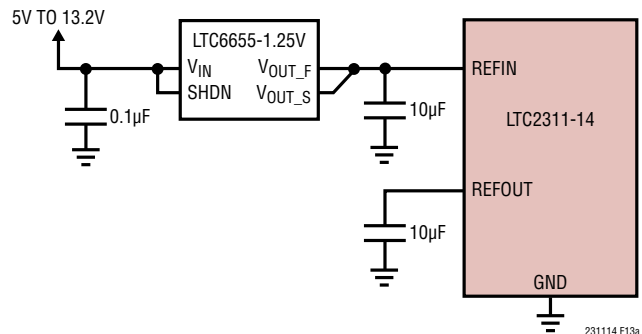 5V TO 13.2V
LTC6655-1.25V
VIN
SHDN
VOUT_F
VOUT_S
0.1µF
10µF
REFIN
LTC2311-14
REFOUT
10µF
GND
231114 F13a